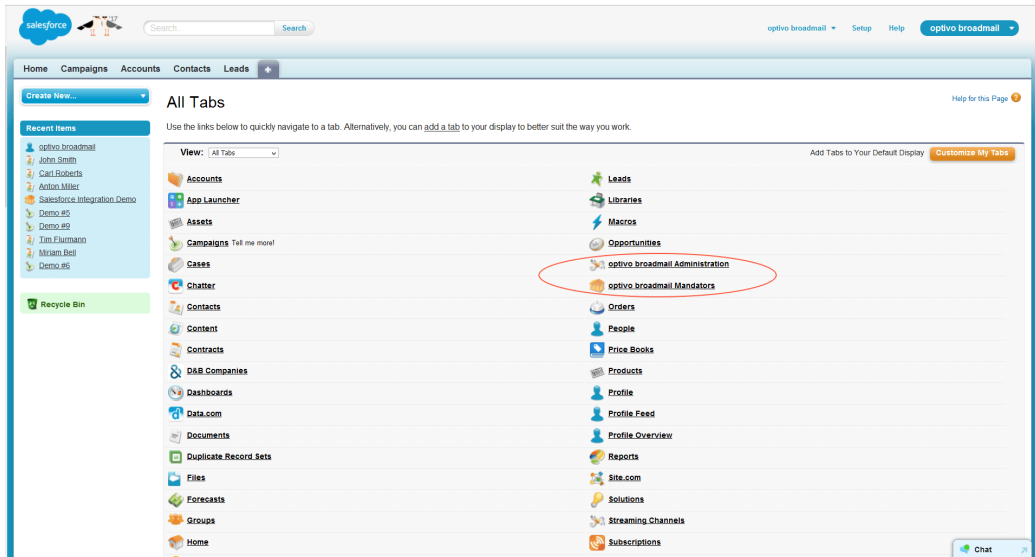 salesforce
'17
Search...
Search
optivo broadmail
Setup
Help
optivo broadmail
Home Campaigns Accounts Contacts Leads +
Create New...
Recent Items
optivo broadmail
John Smith
Carl Roberts
Anton Miller
Salesforce Integration Demo
Demo #5
Demo #9
Tim Flurmann
Miriam Bell
Demo #6
Recycle Bin
All Tabs
Help for this Page ?
Use the links below to quickly navigate to a tab. Alternatively, you can add a tab to your display to better suit the way you work.
View: All Tabs
Add Tabs to Your Default Display Customize My Tabs
Accounts
App Launcher
Assets
Campaigns Tell me more!
Cases
Chatter
Contacts
Content
Contracts
D&B Companies
Dashboards
Data.com
Documents
Duplicate Record Sets
Files
Forecasts
Groups
Home
Leads
Libraries
Macros
Opportunities
optivo broadmail Administration
optivo broadmail Mandators
Orders
People
Price Books
Products
Profile
Profile Feed
Profile Overview
Reports
Site.com
Solutions
Streaming Channels
Subscriptions
Chat